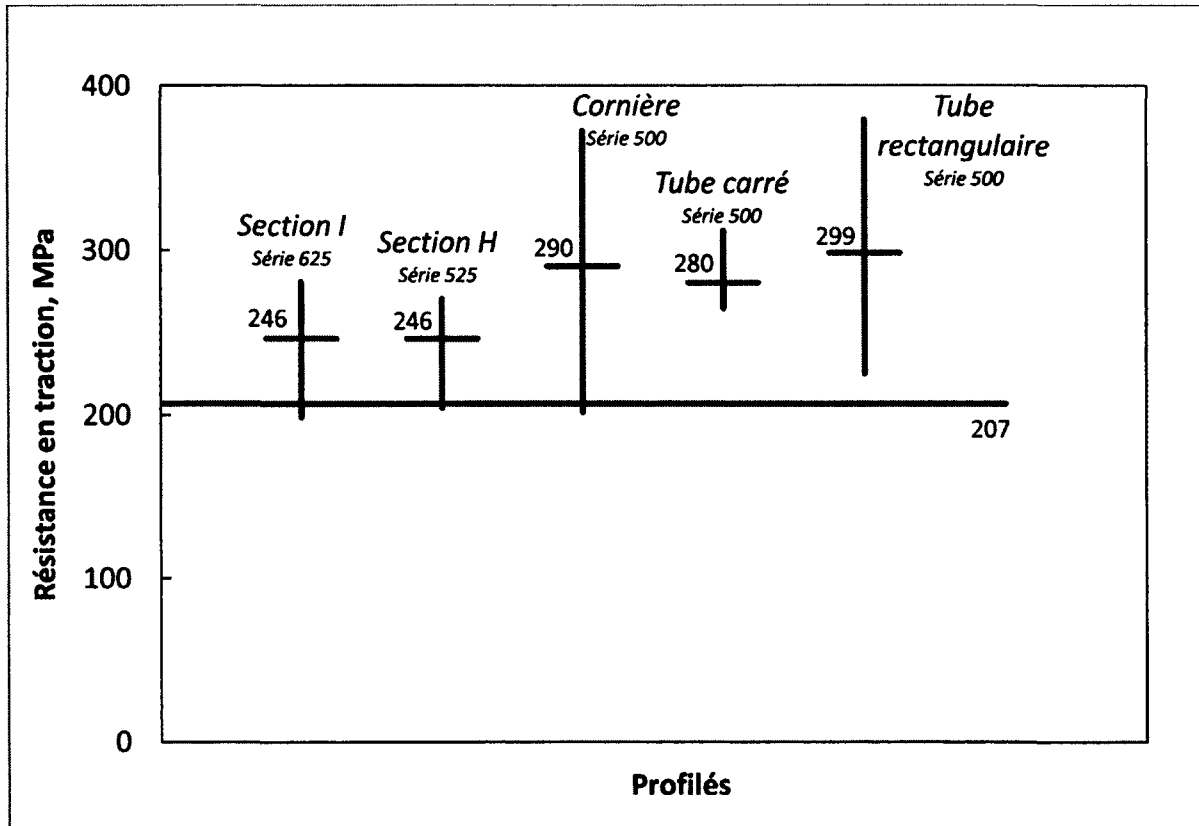 Résistance en traction, MPa
400
300
200
100
0
Section I
Série 625
246
Section H
Série 525
246
Cornière
Série 500
290
Tube carré
Série 500
280
Tube
rectangulaire
Série 500
299
207
Profilés